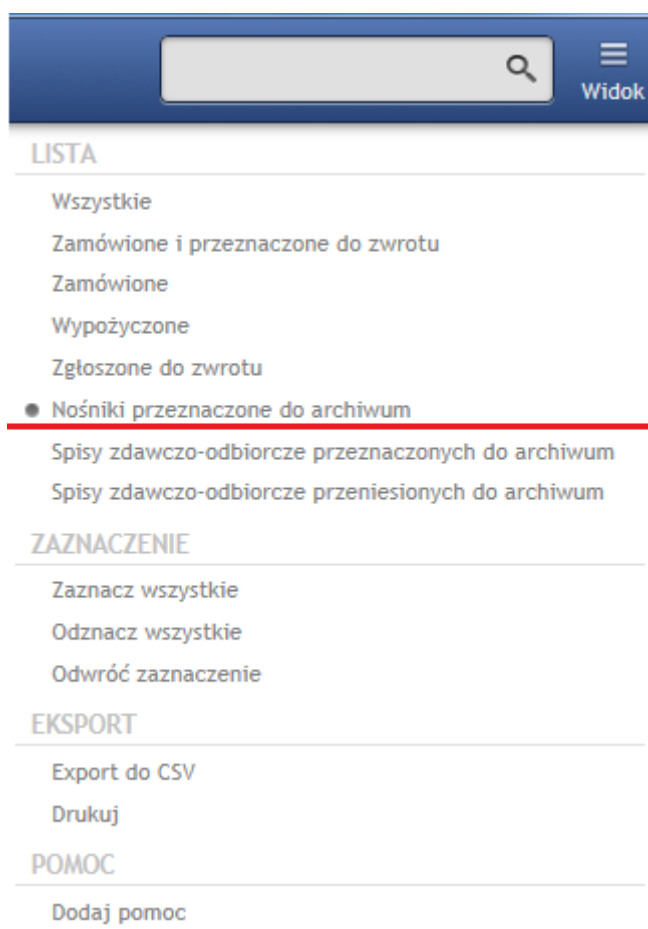 Widok
LISTA
Wszystkie
Zamówione i przeznaczone do zwrotu
Zamówione
Wypożyczone
Zgłoszone do zwrotu
Nośniki przeznaczone do archiwum
Spisy zdawczo-odbiorcze przeznaczonych do archiwum
Spisy zdawczo-odbiorcze przeniesionych do archiwum
ZAZNACZENIE
Zaznacz wszystkie
Odznacz wszystkie
Odwróć zaznaczenie
EKSPORT
Export do CSV
Drukuj
POMOC
Dodaj pomoc